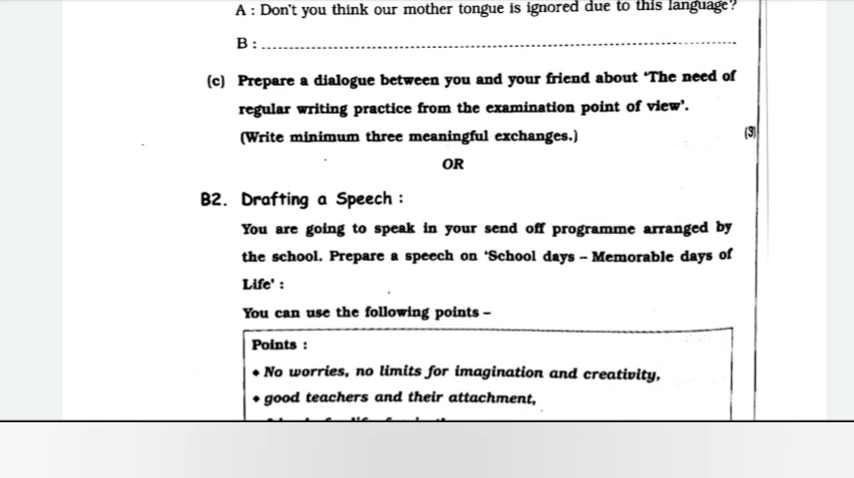 A : Don't you think our mother tongue is ignored due to this language?
B :
(c) Prepare a dialogue between you and your friend about 'The need of
regular writing practice from the examination point of view'.
(Write minimum three meaningful exchanges.) (3)
OR
B2. Drafting a Speech :
You are going to speak in your send off programme arranged by
the school. Prepare a speech on 'School days – Memorable days of
Life' :
You can use the following points –
Points :
• No worries, no limits for imagination and creativity,
• good teachers and their attachment,